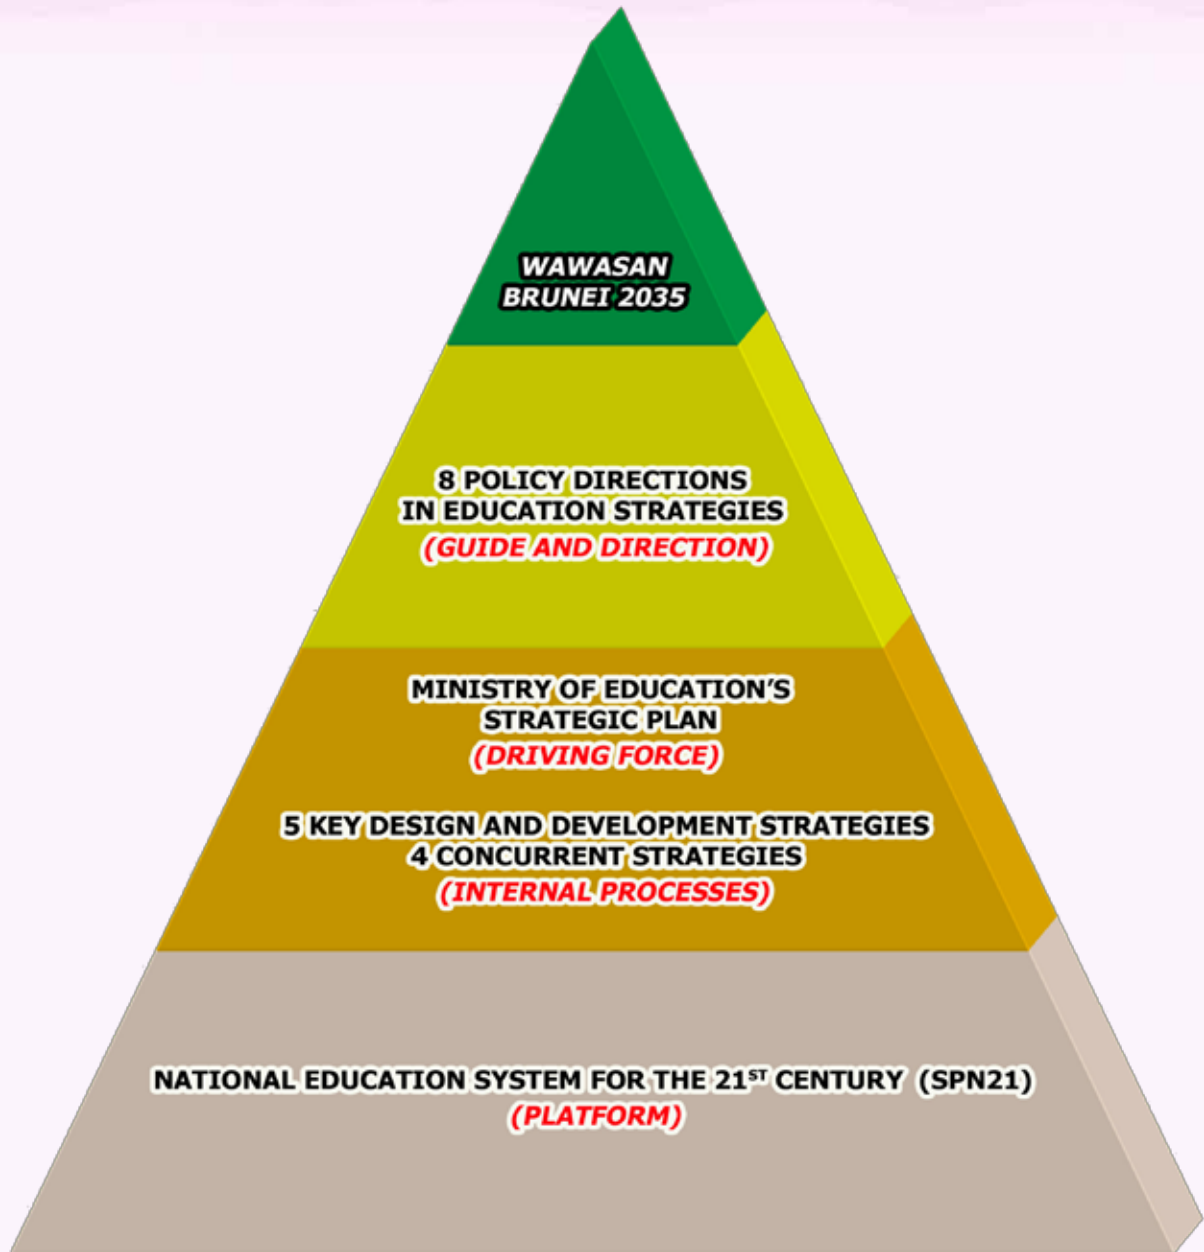 WAWASAN
BRUNEI 2035
8 POLICY DIRECTIONS
IN EDUCATION STRATEGIES
(GUIDE AND DIRECTION)
MINISTRY OF EDUCATION'S
STRATEGIC PLAN
(DRIVING FORCE)
5 KEY DESIGN AND DEVELOPMENT STRATEGIES
4 CONCURRENT STRATEGIES
(INTERNAL PROCESSES)
NATIONAL EDUCATION SYSTEM FOR THE 21ST CENTURY (SPN21)
(PLATFORM)